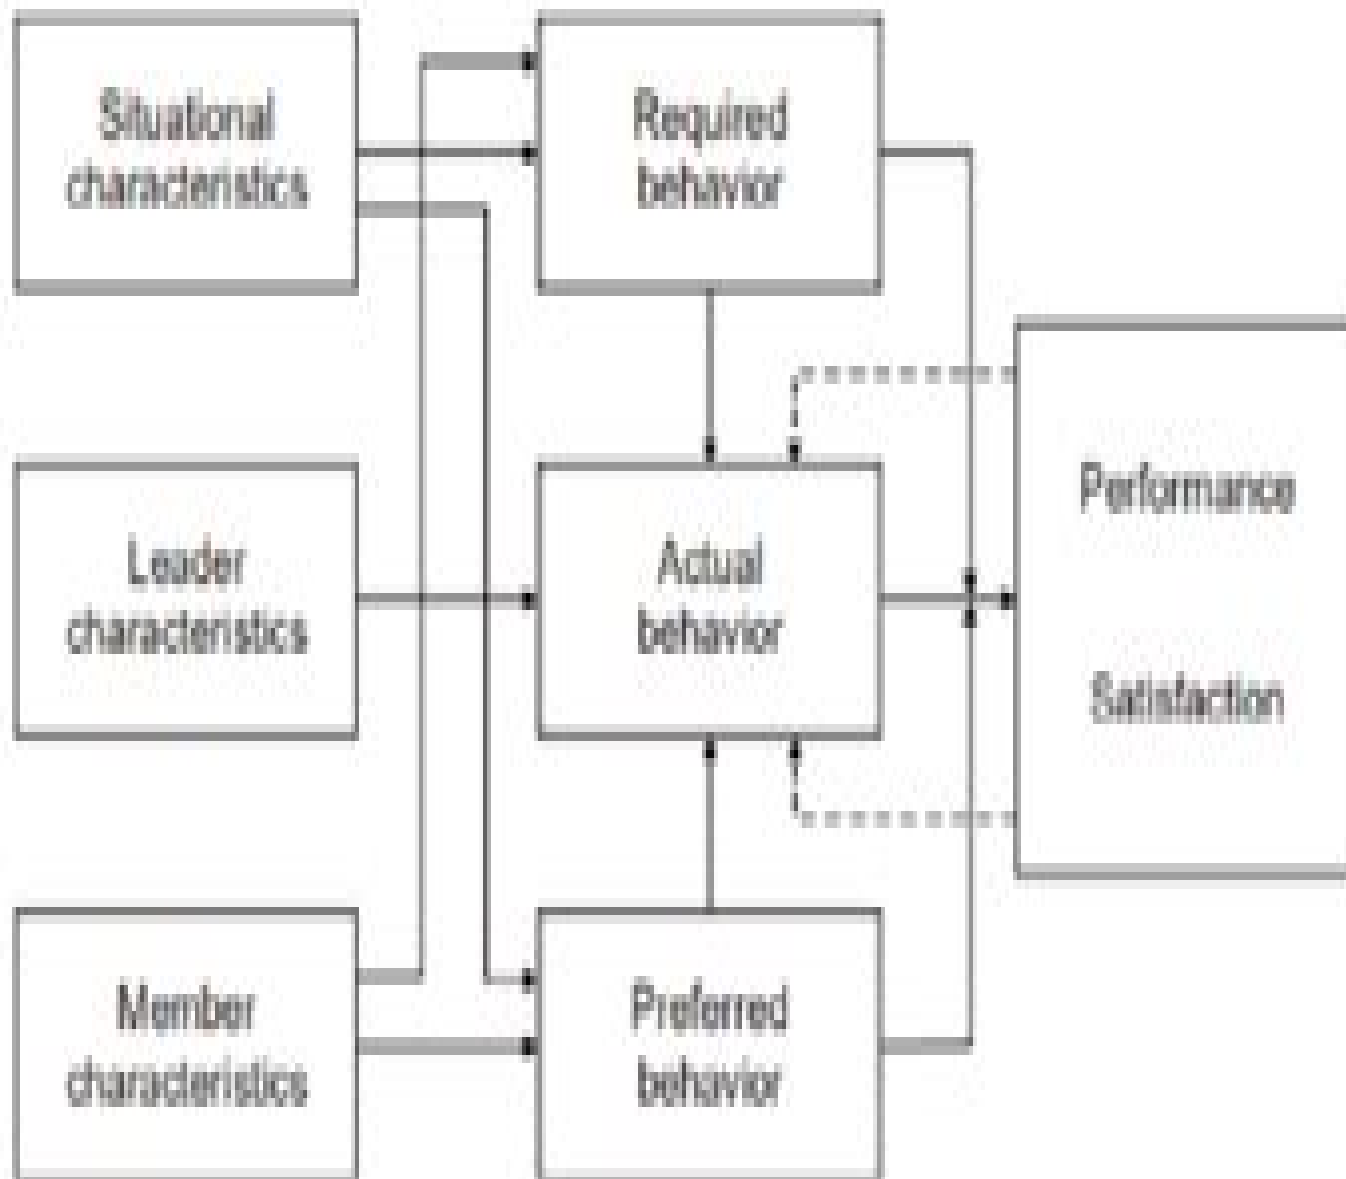 Situational
characteristics
Required
behavior
Leader
characteristics
Actual
behavior
Performance
Satisfaction
Member
characteristics
Preferred
behavior